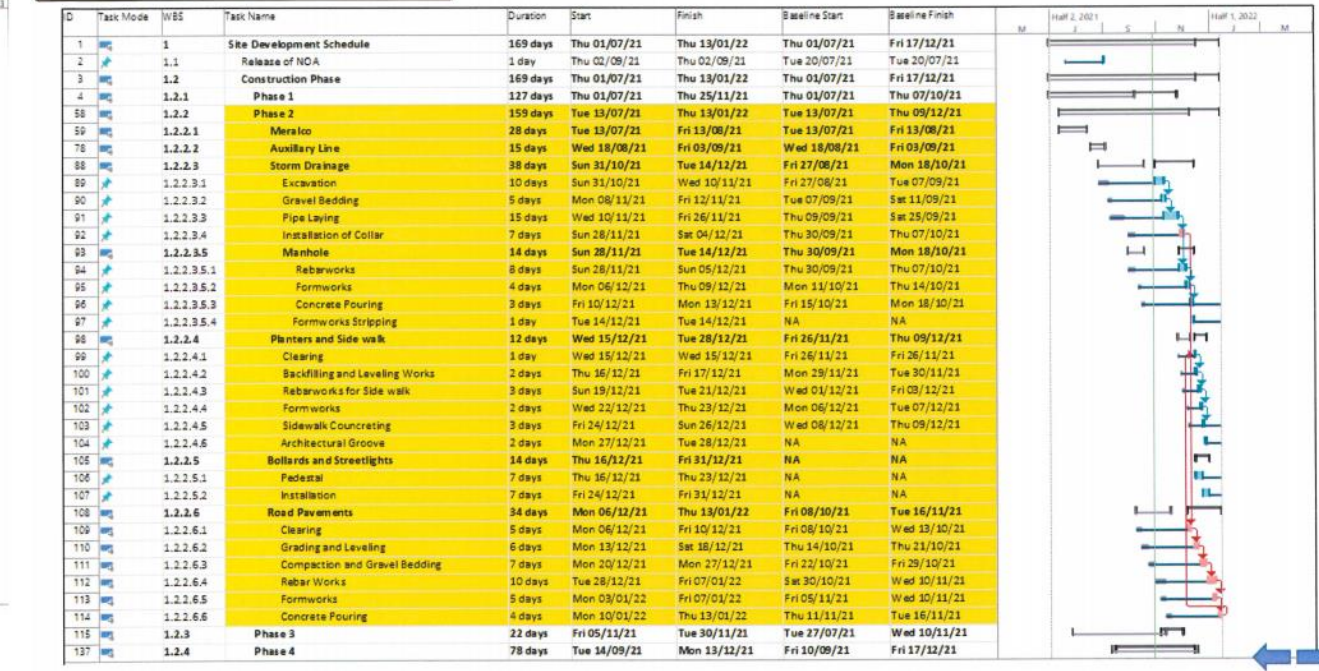 ID Task Mode WBS Task Name Duration Start Finish Baseline Start Baseline Finish
Half 2, 2021 Half 1, 2022
M J S N J M
1 1 Site Development Schedule 169 days Thu 01/07/21 Thu 13/01/22 Thu 01/07/21 Fri 17/12/21
2 1.1 Release of NOA 1 day Thu 02/09/21 Thu 02/09/21 Tue 20/07/21 Tue 20/07/21
3 1.2 Construction Phase 169 days Thu 01/07/21 Thu 13/01/22 Thu 01/07/21 Fri 17/12/21
4 1.2.1 Phase 1 127 days Thu 01/07/21 Thu 25/11/21 Thu 01/07/21 Thu 07/10/21
58 1.2.2 Phase 2 159 days Tue 13/07/21 Thu 13/01/22 Tue 13/07/21 Thu 09/12/21
59 1.2.2.1 Meralco 28 days Tue 13/07/21 Fri 13/08/21 Tue 13/07/21 Fri 13/08/21
78 1.2.2.2 Auxillary Line 15 days Wed 18/08/21 Fri 03/09/21 Wed 18/08/21 Fri 03/09/21
88 1.2.2.3 Storm Drainage 38 days Sun 31/10/21 Tue 14/12/21 Fri 27/08/21 Mon 18/10/21
89 1.2.2.3.1 Excavation 10 days Sun 31/10/21 Wed 10/11/21 Fri 27/08/21 Tue 07/09/21
90 1.2.2.3.2 Gravel Bedding 5 days Mon 08/11/21 Fri 12/11/21 Tue 07/09/21 Sat 11/09/21
91 1.2.2.3.3 Pipe Laying 15 days Wed 10/11/21 Fri 26/11/21 Thu 09/09/21 Sat 25/09/21
92 1.2.2.3.4 Installation of Collar 7 days Sun 28/11/21 Sat 04/12/21 Thu 30/09/21 Thu 07/10/21
93 1.2.2.3.5 Manhole 14 days Sun 28/11/21 Tue 14/12/21 Thu 30/09/21 Mon 18/10/21
94 1.2.2.3.5.1 Rebarworks 8 days Sun 28/11/21 Sun 05/12/21 Thu 30/09/21 Thu 07/10/21
95 1.2.2.3.5.2 Formworks 4 days Mon 06/12/21 Thu 09/12/21 Mon 11/10/21 Thu 14/10/21
96 1.2.2.3.5.3 Concrete Pouring 3 days Fri 10/12/21 Mon 13/12/21 Fri 15/10/21 Mon 18/10/21
97 1.2.2.3.5.4 Formworks Stripping 1 day Tue 14/12/21 Tue 14/12/21 NA NA
98 1.2.2.4 Planters and Side walk 12 days Wed 15/12/21 Tue 28/12/21 Fri 26/11/21 Thu 09/12/21
99 1.2.2.4.1 Clearing 1 day Wed 15/12/21 Wed 15/12/21 Fri 26/11/21 Fri 26/11/21
100 1.2.2.4.2 Backfilling and Leveling Works 2 days Thu 16/12/21 Fri 17/12/21 Mon 29/11/21 Tue 30/11/21
101 1.2.2.4.3 Rebarworks for Side walk 3 days Sun 19/12/21 Tue 21/12/21 Wed 01/12/21 Fri 03/12/21
102 1.2.2.4.4 Formworks 2 days Wed 22/12/21 Thu 23/12/21 Mon 06/12/21 Tue 07/12/21
103 1.2.2.4.5 Sidewalk Councreting 3 days Fri 24/12/21 Sun 26/12/21 Wed 08/12/21 Thu 09/12/21
104 1.2.2.4.6 Architectural Groove 2 days Mon 27/12/21 Tue 28/12/21 NA NA
105 1.2.2.5 Bollards and Streetlights 14 days Thu 16/12/21 Fri 31/12/21 NA NA
106 1.2.2.5.1 Pedestal 7 days Thu 16/12/21 Thu 23/12/21 NA NA
107 1.2.2.5.2 Installation 7 days Fri 24/12/21 Fri 31/12/21 NA NA
108 1.2.2.6 Road Pavements 34 days Mon 06/12/21 Thu 13/01/22 Fri 08/10/21 Tue 16/11/21
109 1.2.2.6.1 Clearing 5 days Mon 06/12/21 Fri 10/12/21 Fri 08/10/21 Wed 13/10/21
110 1.2.2.6.2 Grading and Leveling 6 days Mon 13/12/21 Sat 18/12/21 Thu 14/10/21 Thu 21/10/21
111 1.2.2.6.3 Compaction and Gravel Bedding 7 days Mon 20/12/21 Mon 27/12/21 Fri 22/10/21 Fri 29/10/21
112 1.2.2.6.4 Rebar Works 10 days Tue 28/12/21 Fri 07/01/22 Sat 30/10/21 Wed 10/11/21
113 1.2.2.6.5 Formworks 5 days Mon 03/01/22 Fri 07/01/22 Fri 05/11/21 Wed 10/11/21
114 1.2.2.6.6 Concrete Pouring 4 days Mon 10/01/22 Thu 13/01/22 Thu 11/11/21 Tue 16/11/21
115 1.2.3 Phase 3 22 days Fri 05/11/21 Tue 30/11/21 Tue 27/07/21 Wed 10/11/21
137 1.2.4 Phase 4 78 days Tue 14/09/21 Mon 13/12/21 Fri 10/09/21 Fri 17/12/21